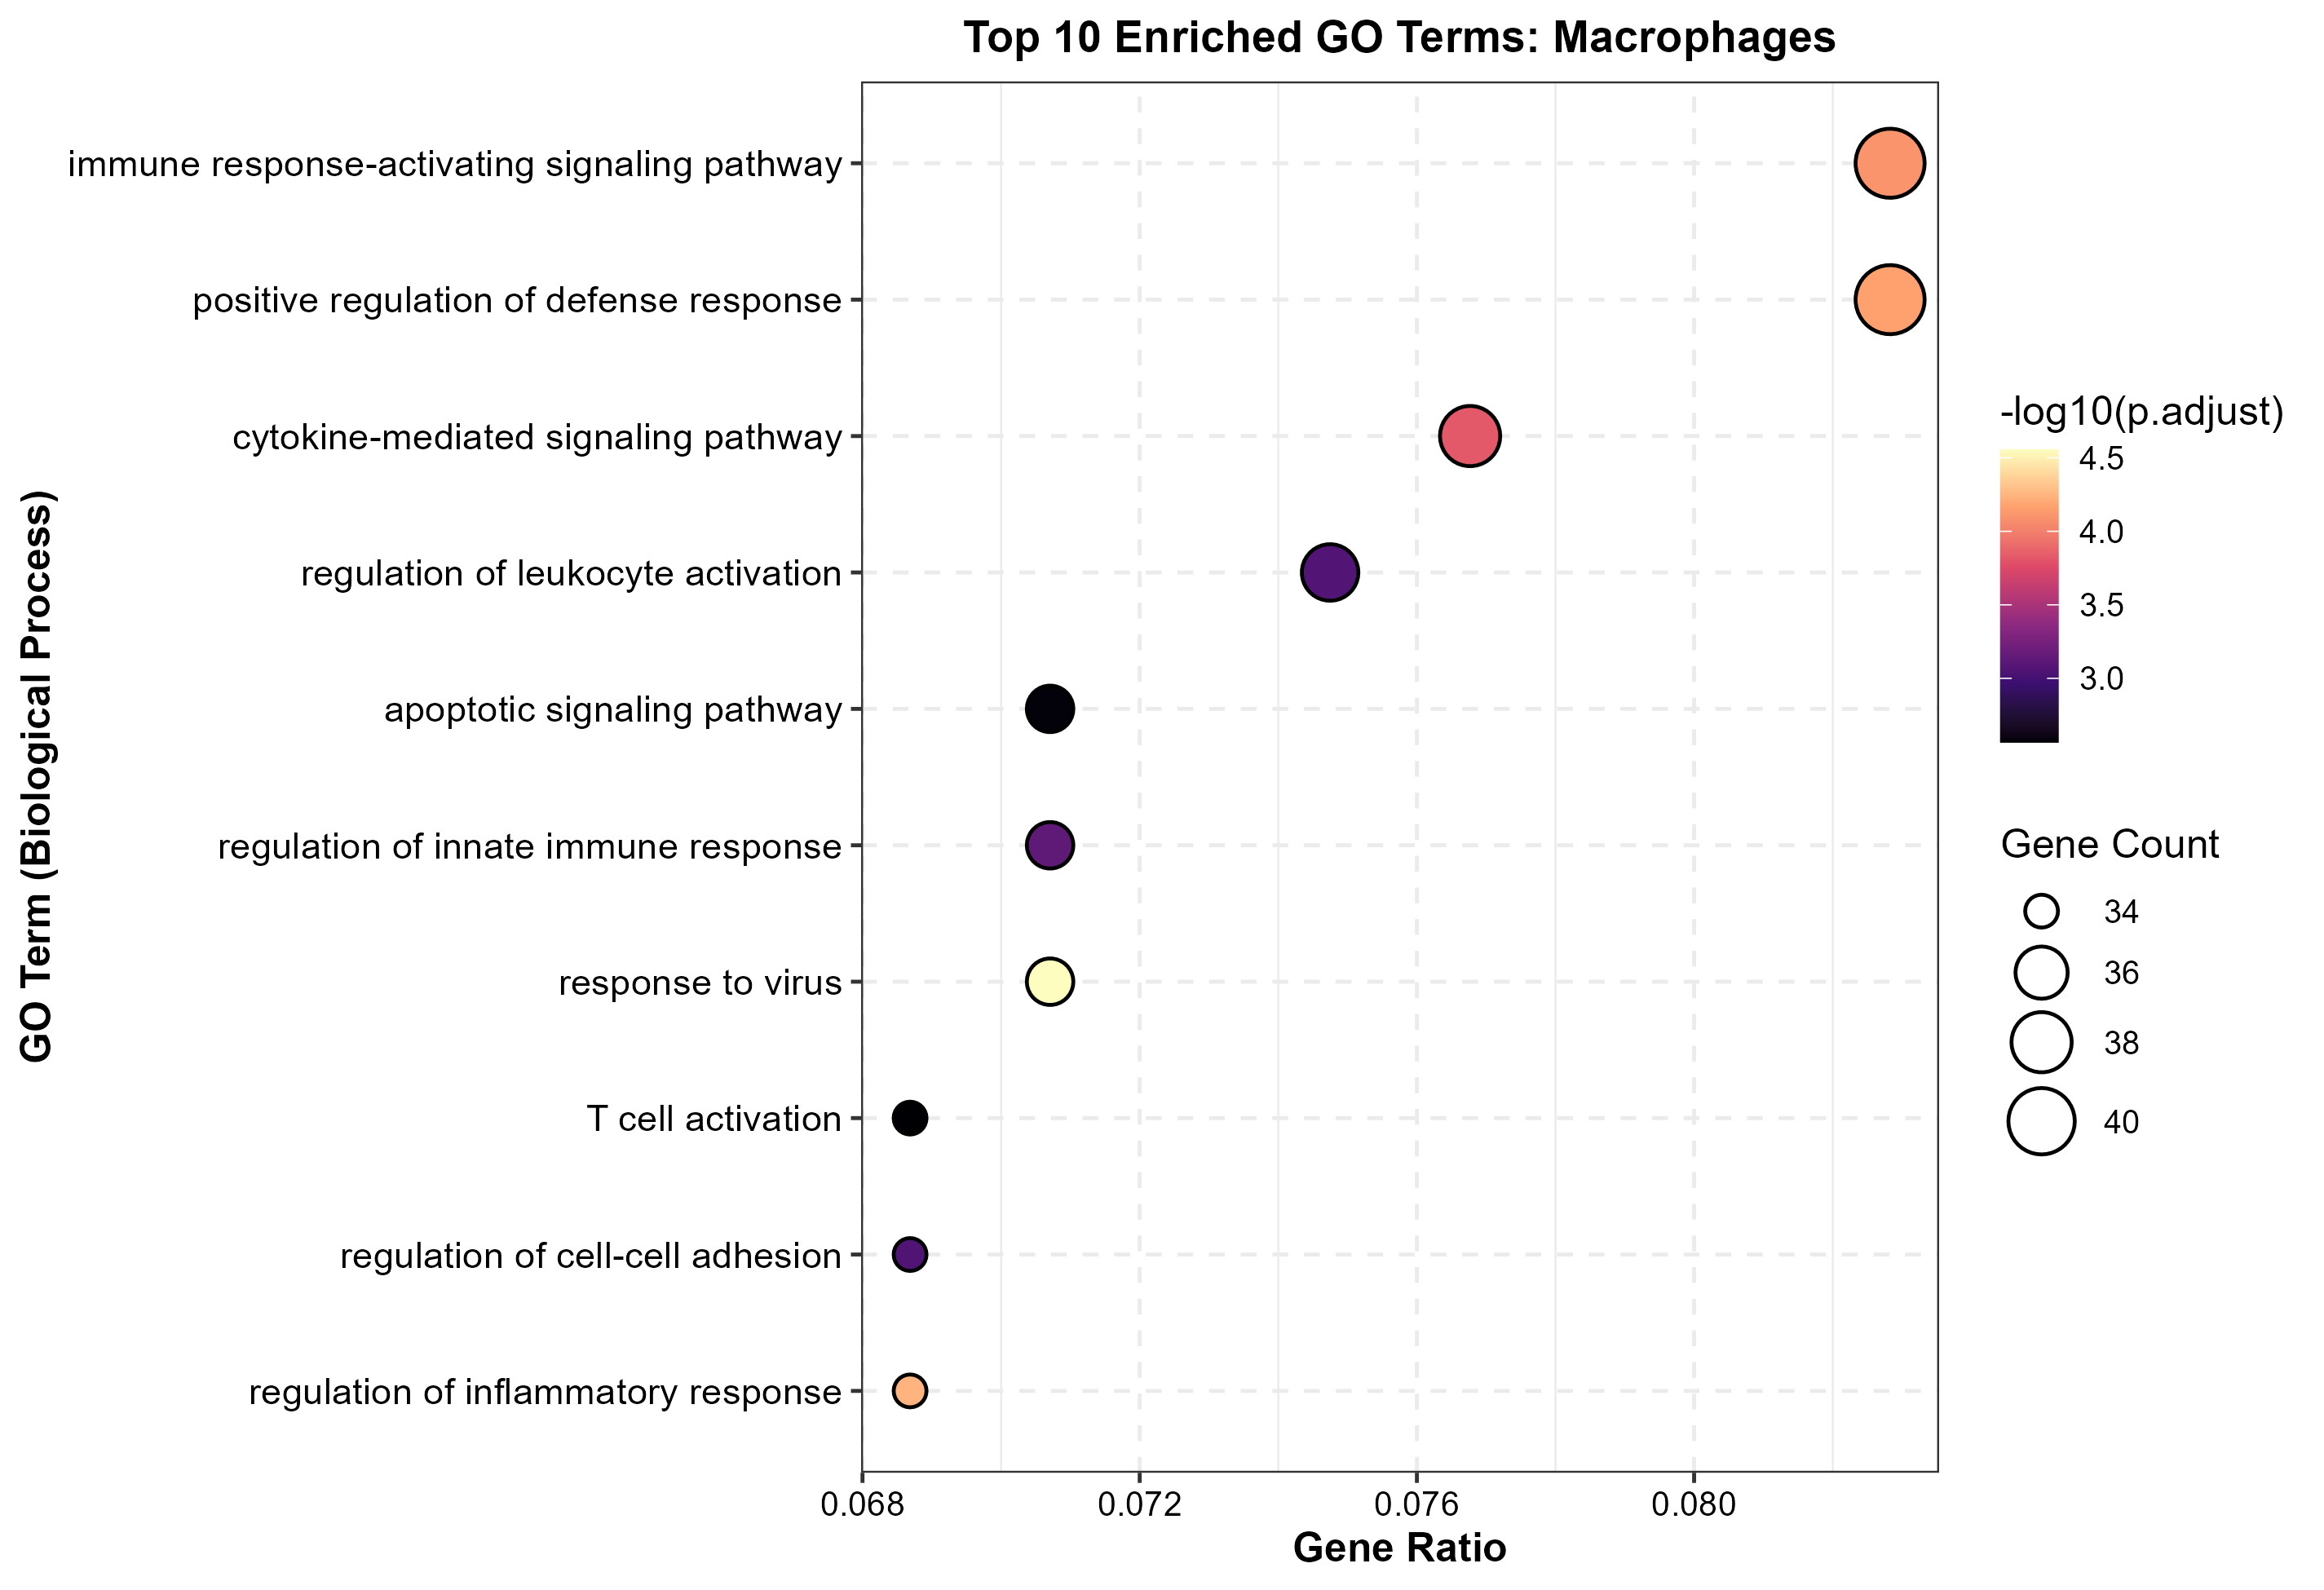 Top 10 Enriched GO Terms: Macrophages
GO Term (Biological Process)
immune response-activating signaling pathway
positive regulation of defense response
cytokine-mediated signaling pathway
regulation of leukocyte activation
apoptotic signaling pathway
regulation of innate immune response
response to virus
T cell activation
regulation of cell-cell adhesion
regulation of inflammatory response
0.068 0.072 0.076 0.080
Gene Ratio
-log10(p.adjust)
4.5
4.0
3.5
3.0
Gene Count
34
36
38
40